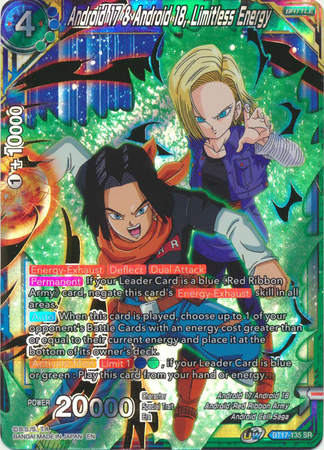 4
Android 17 & Android 18, Limitless Energy
BATTLE
1 + 10000
Energy-Exhaust Deflect Dual Attack
Permanent If your Leader Card is a blue 《Red Ribbon
Army》 card, negate this card's Energy-Exhaust skill in all
areas.
Auto When this card is played, choose up to 1 of your
opponent's Battle Cards with an energy cost greater than
or equal to their current energy and place it at the
bottom of its owner's deck.
Limit 1 , if your Leader Card is blue
or green : Play this card from your hand or energy.
POWER 20000
Character
Special Trait
Era
Android 17/Android 18
Android/Red Ribbon Army
Android Cell Saga
©B.S./S., T.A.
BANDAI MADE IN JAPAN EN
BT17-135 SR